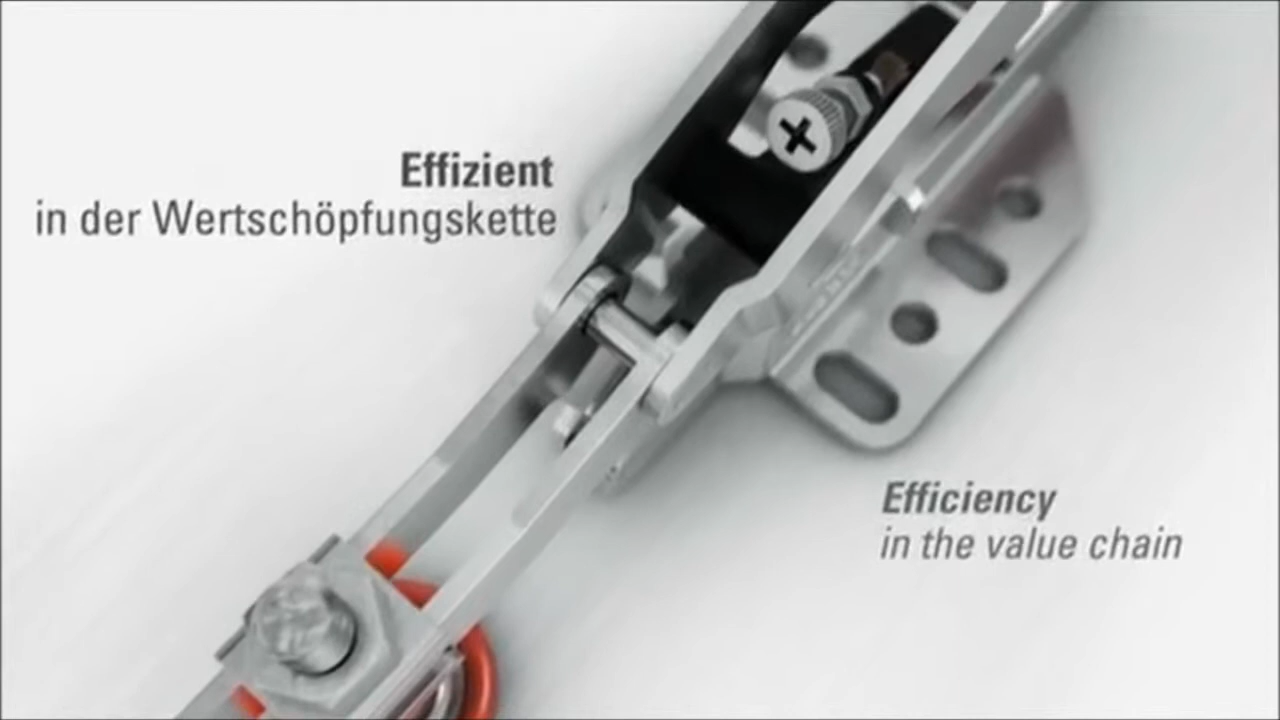 Effizient
in der Wertschöpfungskette
Efficiency
in the value chain